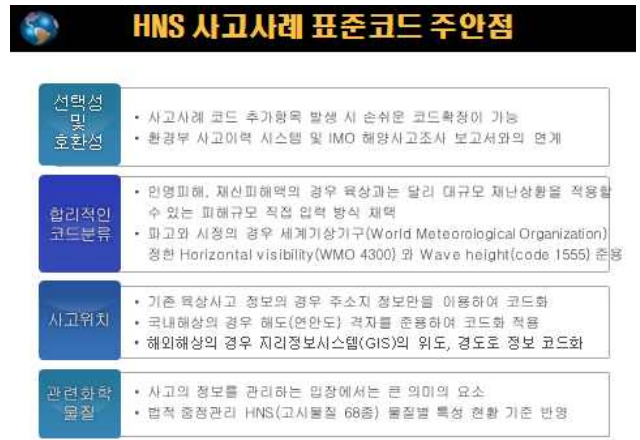 HNS 사고사례 표준코드 주안점
선택성
및
호환성
• 사고사례 코드 추가항목 발생 시 손쉬운 코드확정이 가능
• 환경부 사고이력 시스템 및 IMO 해양사고조사 보고서와의 연계
합리적인
코드분류
• 인명피해, 재산피해액의 경우 육상과는 달리 대규모 재난상황을 적용할
수 있는 피해규모 직접 입력 방식 채택
• 파고와 시정의 경우 세계기상기구(World Meteorological Organization)
정한 Horizontal visibility(WMO 4300) 와 Wave height(code 1555) 준용
사고위치
• 기존 육상사고 정보의 경우 주소지 정보만을 이용하여 코드화
• 국내해상의 경우 해도(연안도) 격자를 준용하여 코드화 적용
• 해외해상의 경우 지리정보시스템(GIS)의 위도, 경도로 정보 코드화
관련화학
물질
• 사고의 정보를 관리하는 입장에서는 큰 의미의 요소
• 법적 중점관리 HNS(고시물질 68종) 물질별 특성 현황 기준 반영